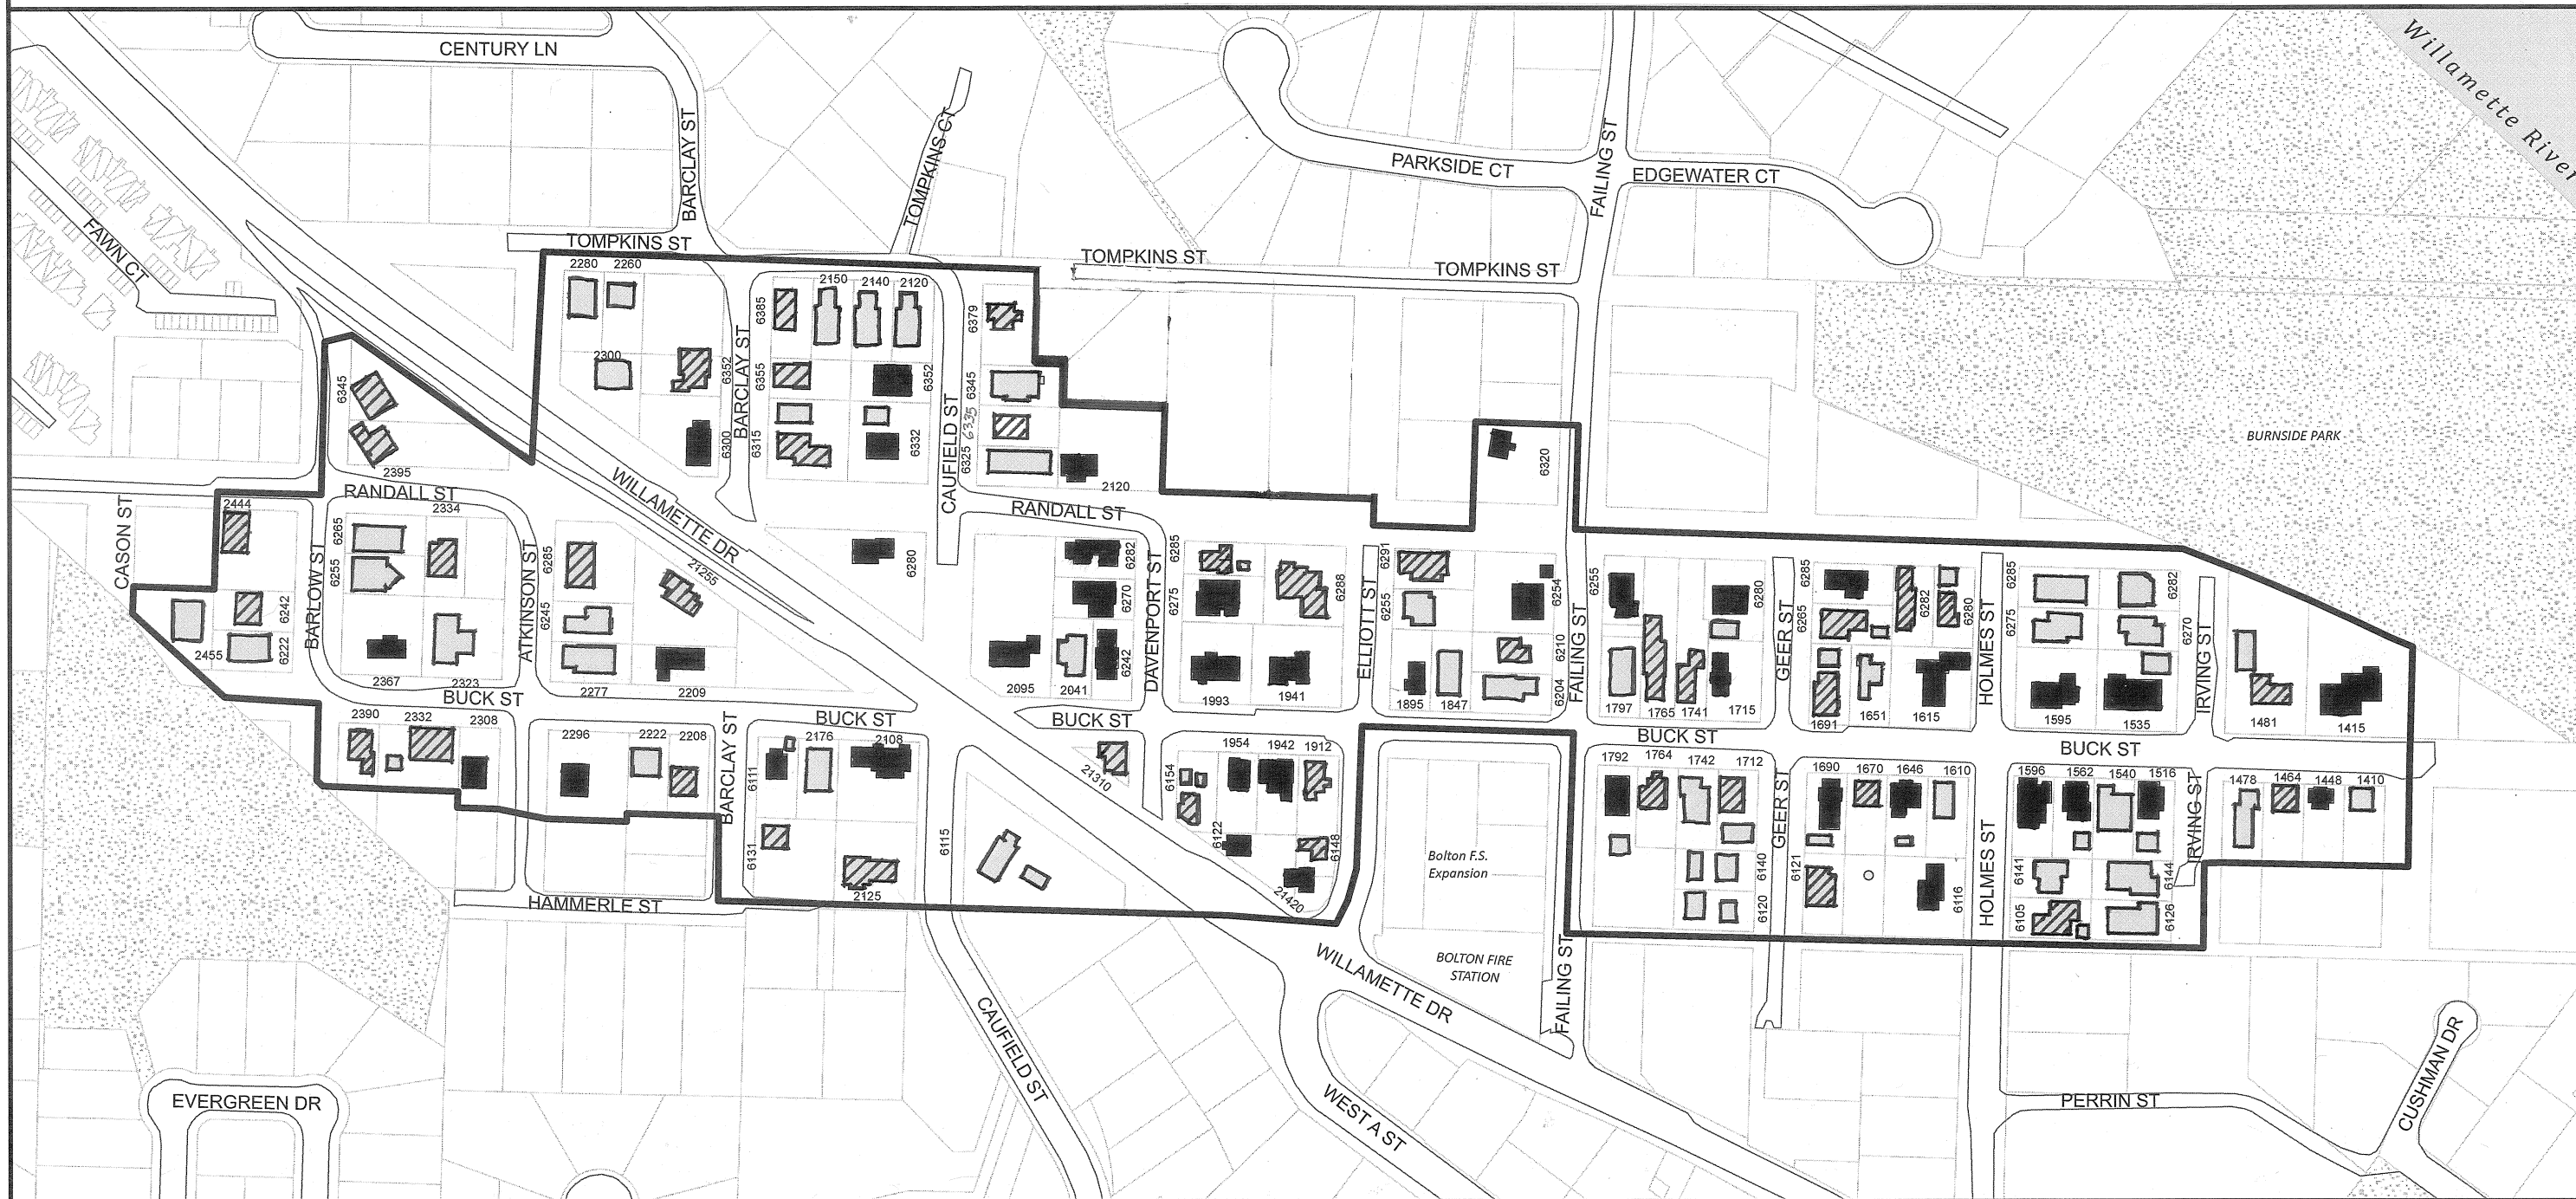 CENTURY LN
BARCLAY ST
TOMPKINS CT
PARKSIDE CT
FAILING ST
EDGEWATER CT
Willamette River
FAWN CT
TOMPKINS ST
TOMPKINS ST
TOMPKINS ST
2280
2260
2300
6352
6300
BARCLAY ST
6385
2150
2140
2120
6355
6352
6315
6332
CAUFIELD ST
6379
6345
6335
6325
2120
6345
2395
WILLAMETTE DR
6320
BURNSIDE PARK
CASON ST
2444
RANDALL ST
2334
RANDALL ST
6265
6255
BARLOW ST
6242
6222
2455
2367
2323
ATKINSON ST
6285
6245
21255
2277
2209
6280
6282
6270
6242
2095
2041
DAVENPORT ST
6285
6275
6288
1993
1941
ELLIOTT ST
6291
6255
6254
6210
6204
1895
1847
FAILING ST
6255
6280
1797
1765
1741
1715
GEER ST
6285
6265
6282
6280
1691
1651
1615
HOLMES ST
6285
6275
6282
6270
1595
1535
IRVING ST
1481
1415
BUCK ST
BUCK ST
BUCK ST
BUCK ST
BUCK ST
2390
2332
2308
2296
2222
2208
BARCLAY ST
6111
2176
2108
6131
2125
6115
21310
6154
1954
1942
1912
6122
6148
21420
Bolton F.S.
Expansion
BOLTON FIRE
STATION
1792
1764
1742
1712
6140
6120
GEER ST
1690
1670
1646
1610
6121
6116
HOLMES ST
1596
1562
1540
1516
6141
6144
6105
6126
IRVING ST
1478
1464
1448
1410
HAMMERLE ST
CAUFIELD ST
WILLAMETTE DR
FAILING ST
WEST A ST
EVERGREEN DR
PERRIN ST
CUSHMAN DR